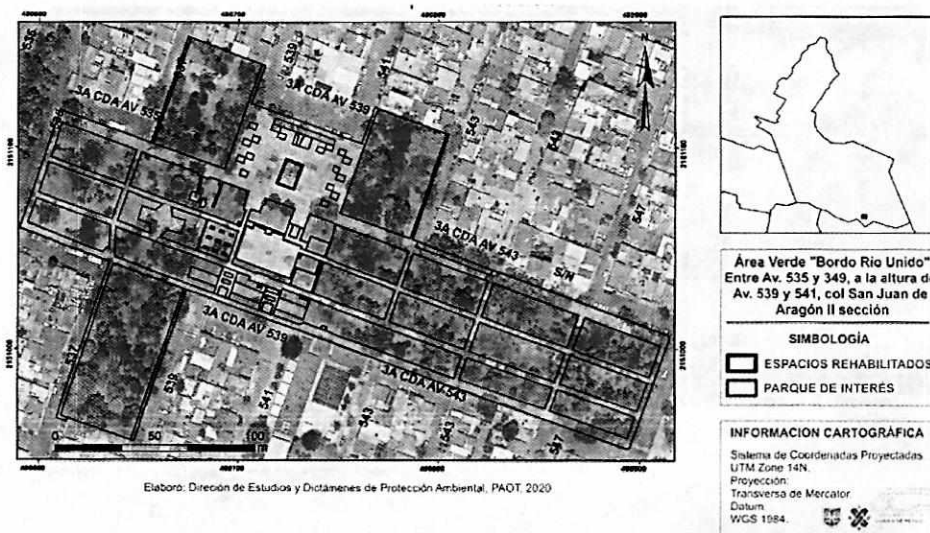 3A CDA AV 535
539
3A CDA AV 539
541
543
543
547
N
3A CDA AV 543
S/N
3A CDA AV 539
3A CDA AV 543
537
539
541
543
543
547
0 50 100
m
Elaboro: Direción de Estudios y Dictámenes de Protección Ambiental, PAOT, 2020
Área Verde "Bordo Rio Unido"
Entre Av. 535 y 349, a la altura de
Av. 539 y 541, col San Juan de
Aragón II sección
SIMBOLOGÍA
ESPACIOS REHABILITADOS
PARQUE DE INTERÉS
INFORMACION CARTOGRÁFICA
Sistema de Coordenadas Proyectadas
UTM Zone 14N.
Proyección:
Transversa de Mercator
Datum
WGS 1984.